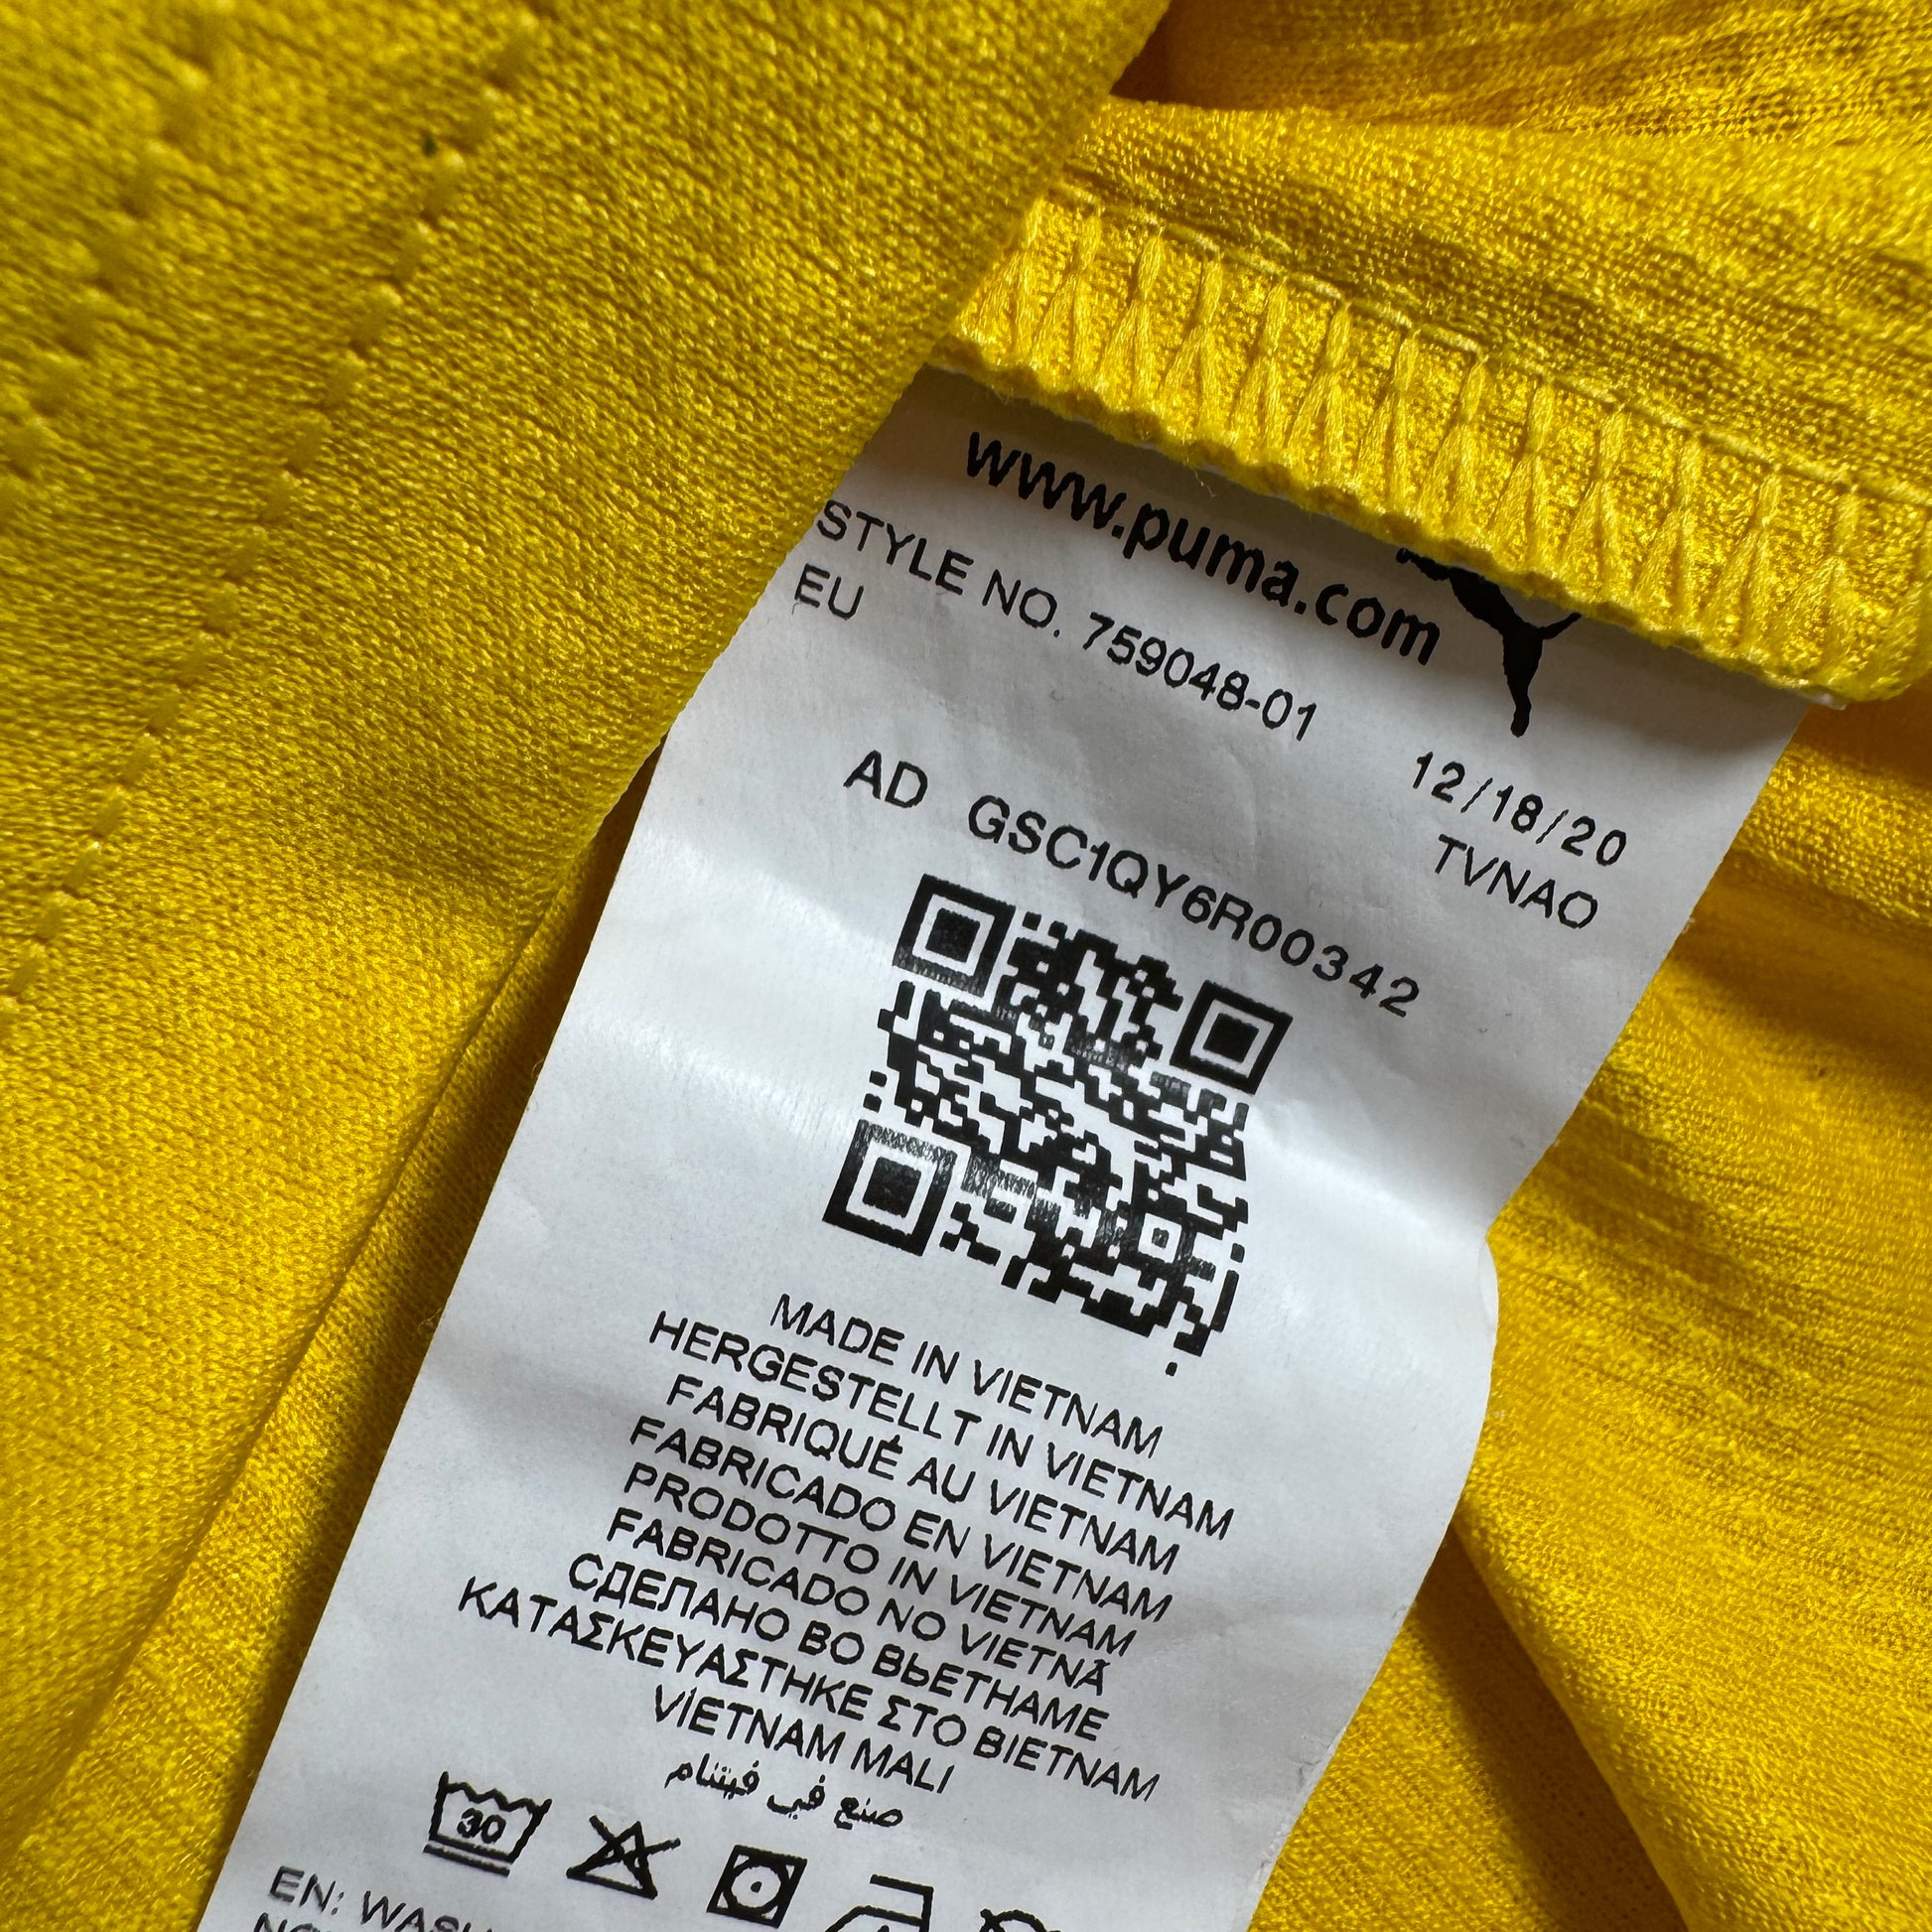 www.puma.com
STYLE NO. 759048-01
EU
12/18/20
TVNAO
AD GSC1QY6R00342
MADE IN VIETNAM
HERGESTELLT IN VIETNAM
FABRIQUÉ AU VIETNAM
FABRICADO EN VIETNAM
PRODOTTO IN VIETNAM
FABRICADO NO VIETNÃ
СДЕЛАНО ВО ВЬЕТНАМЕ
ΚΑΤΑΣΚΕΥΑΣΤΗΚΕ ΣΤΟ ΒΙΕΤΝΑΜ
VİETNAM MALI
صنع في فيتنام
30
EN: